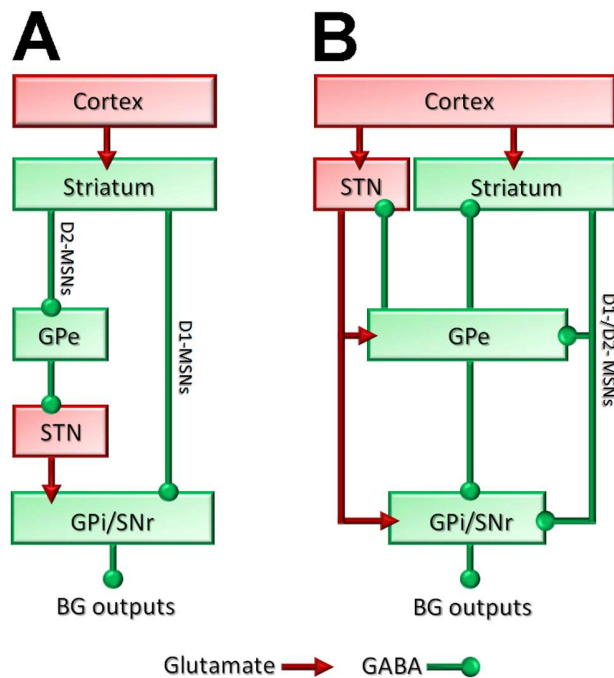 A
Cortex
Striatum
D2-MSNs
D1-MSNs
GPe
STN
GPi/SNr
BG outputs
B
Cortex
STN
Striatum
D1-/D2- MSNs
GPe
GPi/SNr
BG outputs
Glutamate
GABA